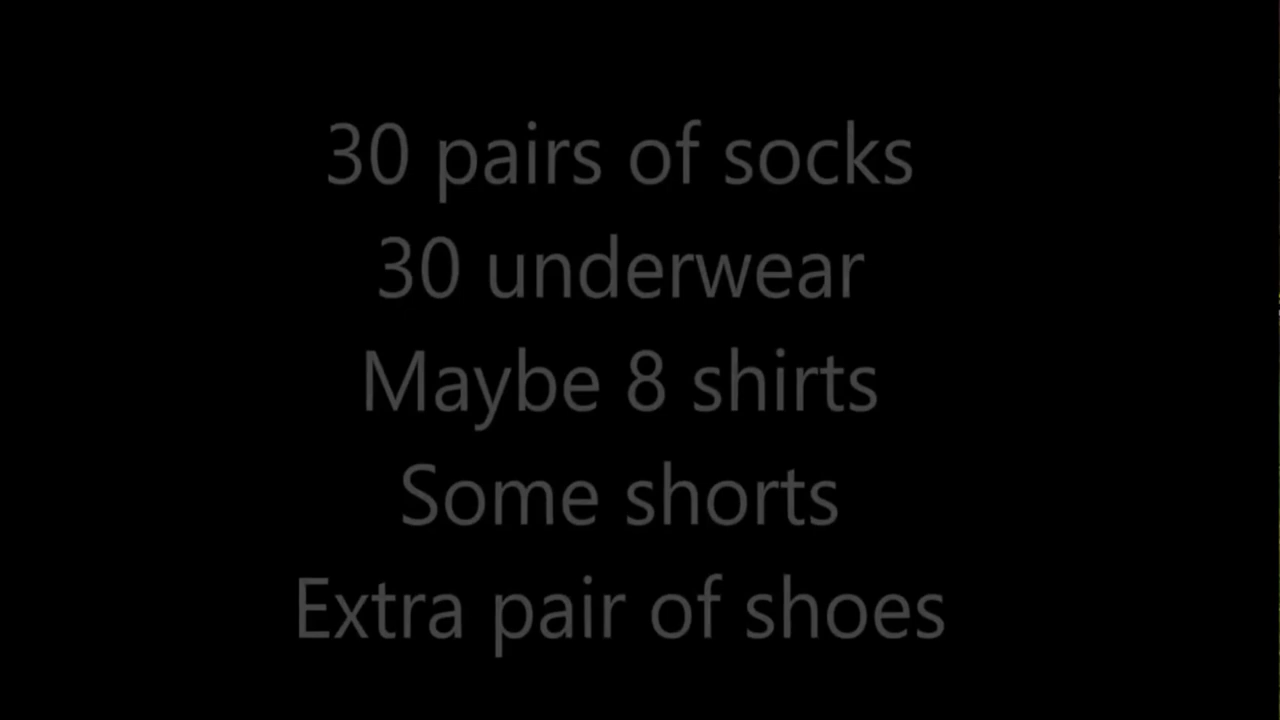 30 pairs of socks
30 underwear
Maybe 8 shirts
Some shorts
Extra pair of shoes